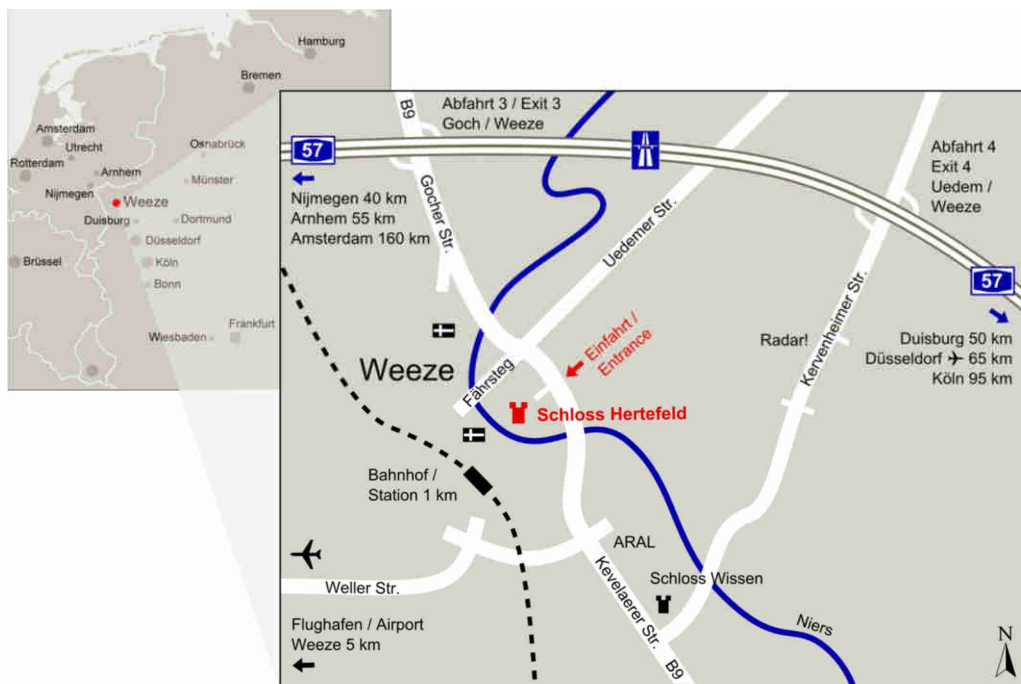 Hamburg
Bremen
Amsterdam
Utrecht
Osnabrück
Rotterdam
Arnhem
Nijmegen
Münster
Weeze
Duisburg
Dortmund
Düsseldorf
Brüssel
Köln
Bonn
Wiesbaden
Frankfurt
B9
Abfahrt 3 / Exit 3
Goch / Weeze
57
Nijmegen 40 km
Arnhem 55 km
Amsterdam 160 km
Gocher Str.
Uedemer Str.
Abfahrt 4
Exit 4
Uedem /
Weeze
57
Duisburg 50 km
Düsseldorf ✈ 65 km
Köln 95 km
Radar!
Kervenheimer Str.
Einfahrt /
Entrance
Weeze
Fährsteg
Schloss Hertefeld
Bahnhof /
Station 1 km
ARAL
Schloss Wissen
Weller Str.
Kevelaerer Str.
B9
Niers
Flughafen / Airport
Weeze 5 km
N